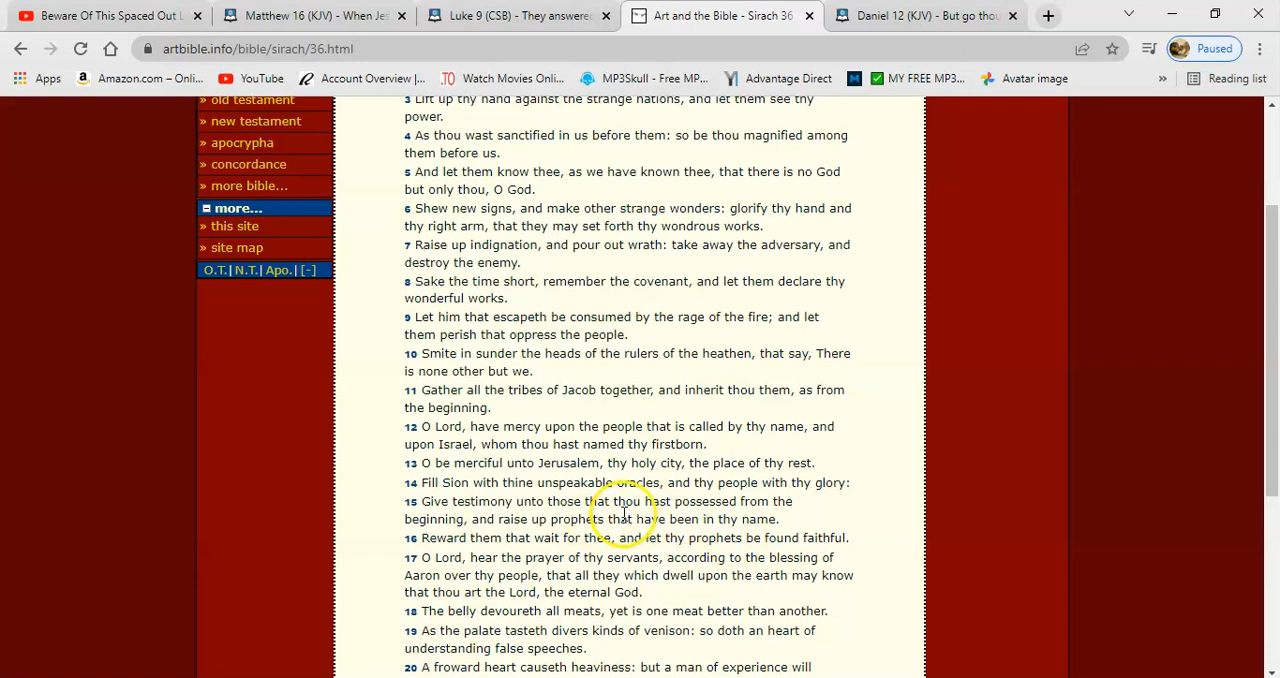 Beware Of This Spaced Out L
Matthew 16 (KJV) - When Jes
Luke 9 (CSB) - They answered
Art and the Bible - Sirach 36
Daniel 12 (KJV) - But go thou
artbible.info/bible/sirach/36.html
Paused
Apps
Amazon.com – Onli...
YouTube
Account Overview |...
Watch Movies Onli...
MP3Skull - Free MP...
Advantage Direct
MY FREE MP3...
Avatar image
»
Reading list
» old testament
» new testament
» apocrypha
» concordance
» more bible...
more...
» this site
» site map
O.T.|N.T.|Apo.|[-]
3 Lift up thy hand against the strange nations, and let them see thy
power.
4 As thou wast sanctified in us before them: so be thou magnified among
them before us.
5 And let them know thee, as we have known thee, that there is no God
but only thou, O God.
6 Shew new signs, and make other strange wonders: glorify thy hand and
thy right arm, that they may set forth thy wondrous works.
7 Raise up indignation, and pour out wrath: take away the adversary, and
destroy the enemy.
8 Sake the time short, remember the covenant, and let them declare thy
wonderful works.
9 Let him that escapeth be consumed by the rage of the fire; and let
them perish that oppress the people.
10 Smite in sunder the heads of the rulers of the heathen, that say, There
is none other but we.
11 Gather all the tribes of Jacob together, and inherit thou them, as from
the beginning.
12 O Lord, have mercy upon the people that is called by thy name, and
upon Israel, whom thou hast named thy firstborn.
13 O be merciful unto Jerusalem, thy holy city, the place of thy rest.
14 Fill Sion with thine unspeakable oracles, and thy people with thy glory:
15 Give testimony unto those that thou hast possessed from the
beginning, and raise up prophets that have been in thy name.
16 Reward them that wait for thee, and let thy prophets be found faithful.
17 O Lord, hear the prayer of thy servants, according to the blessing of
Aaron over thy people, that all they which dwell upon the earth may know
that thou art the Lord, the eternal God.
18 The belly devoureth all meats, yet is one meat better than another.
19 As the palate tasteth divers kinds of venison: so doth an heart of
understanding false speeches.
20 A froward heart causeth heaviness: but a man of experience will